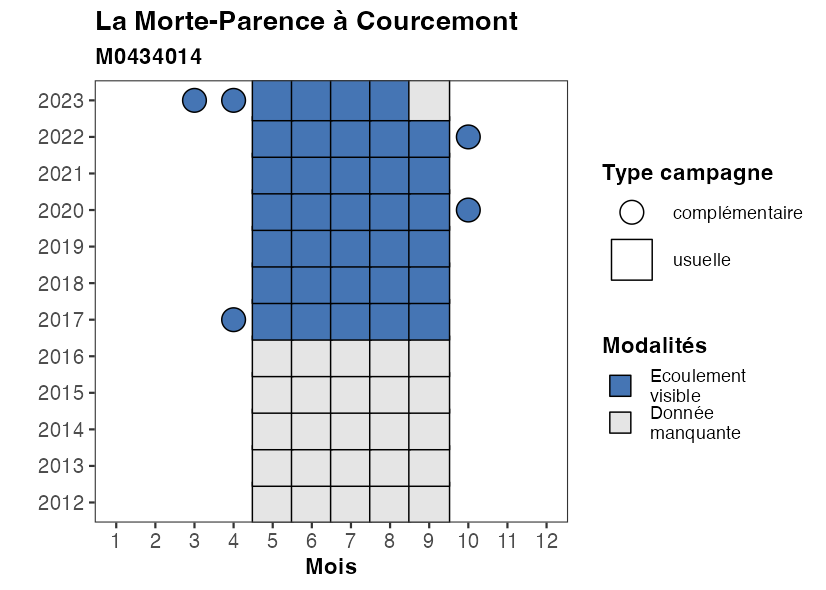 La Morte-Parence à Courcemont
M0434014
2023
2022
2021
2020
2019
2018
2017
2016
2015
2014
2013
2012
1 2 3 4 5 6 7 8 9 10 11 12
Mois
Type campagne
complémentaire
usuelle
Modalités
Ecoulement
visible
Donnée
manquante